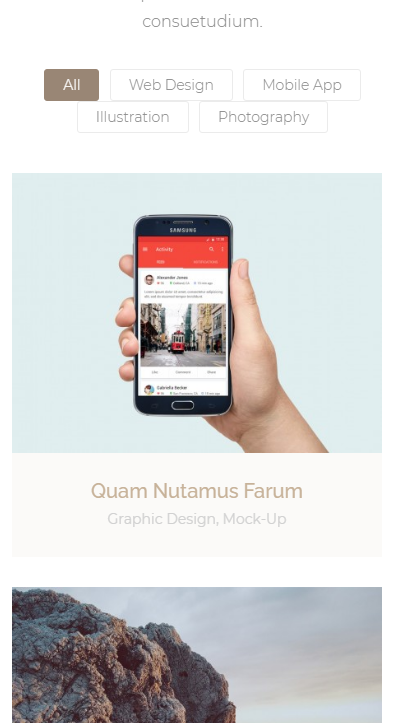 consuetudium.
All
Web Design
Mobile App
Illustration
Photography
SAMSUNG
Activity
Alexander Jones
Like
Comment
Share
Gabriella Becker
Quam Nutamus Farum
Graphic Design, Mock-Up